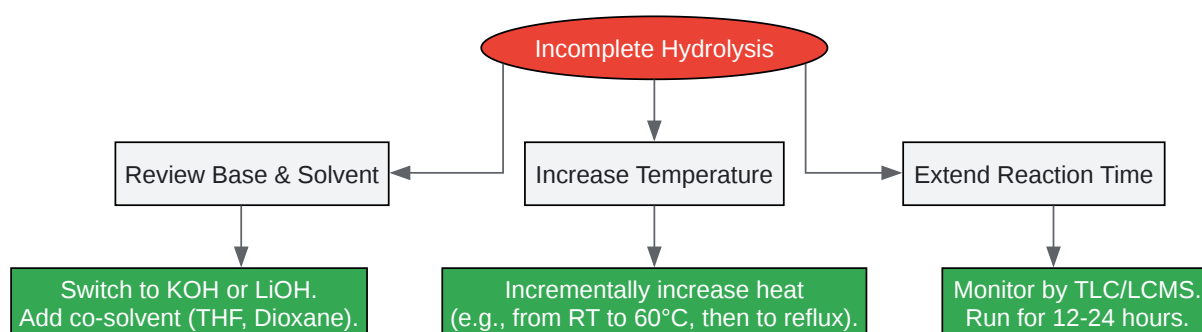 Incomplete Hydrolysis
Review Base & Solvent
Increase Temperature
Extend Reaction Time
Switch to KOH or LiOH.
Add co-solvent (THF, Dioxane).
Incrementally increase heat
(e.g., from RT to 60°C, then to reflux).
Monitor by TLC/LCMS.
Run for 12-24 hours.